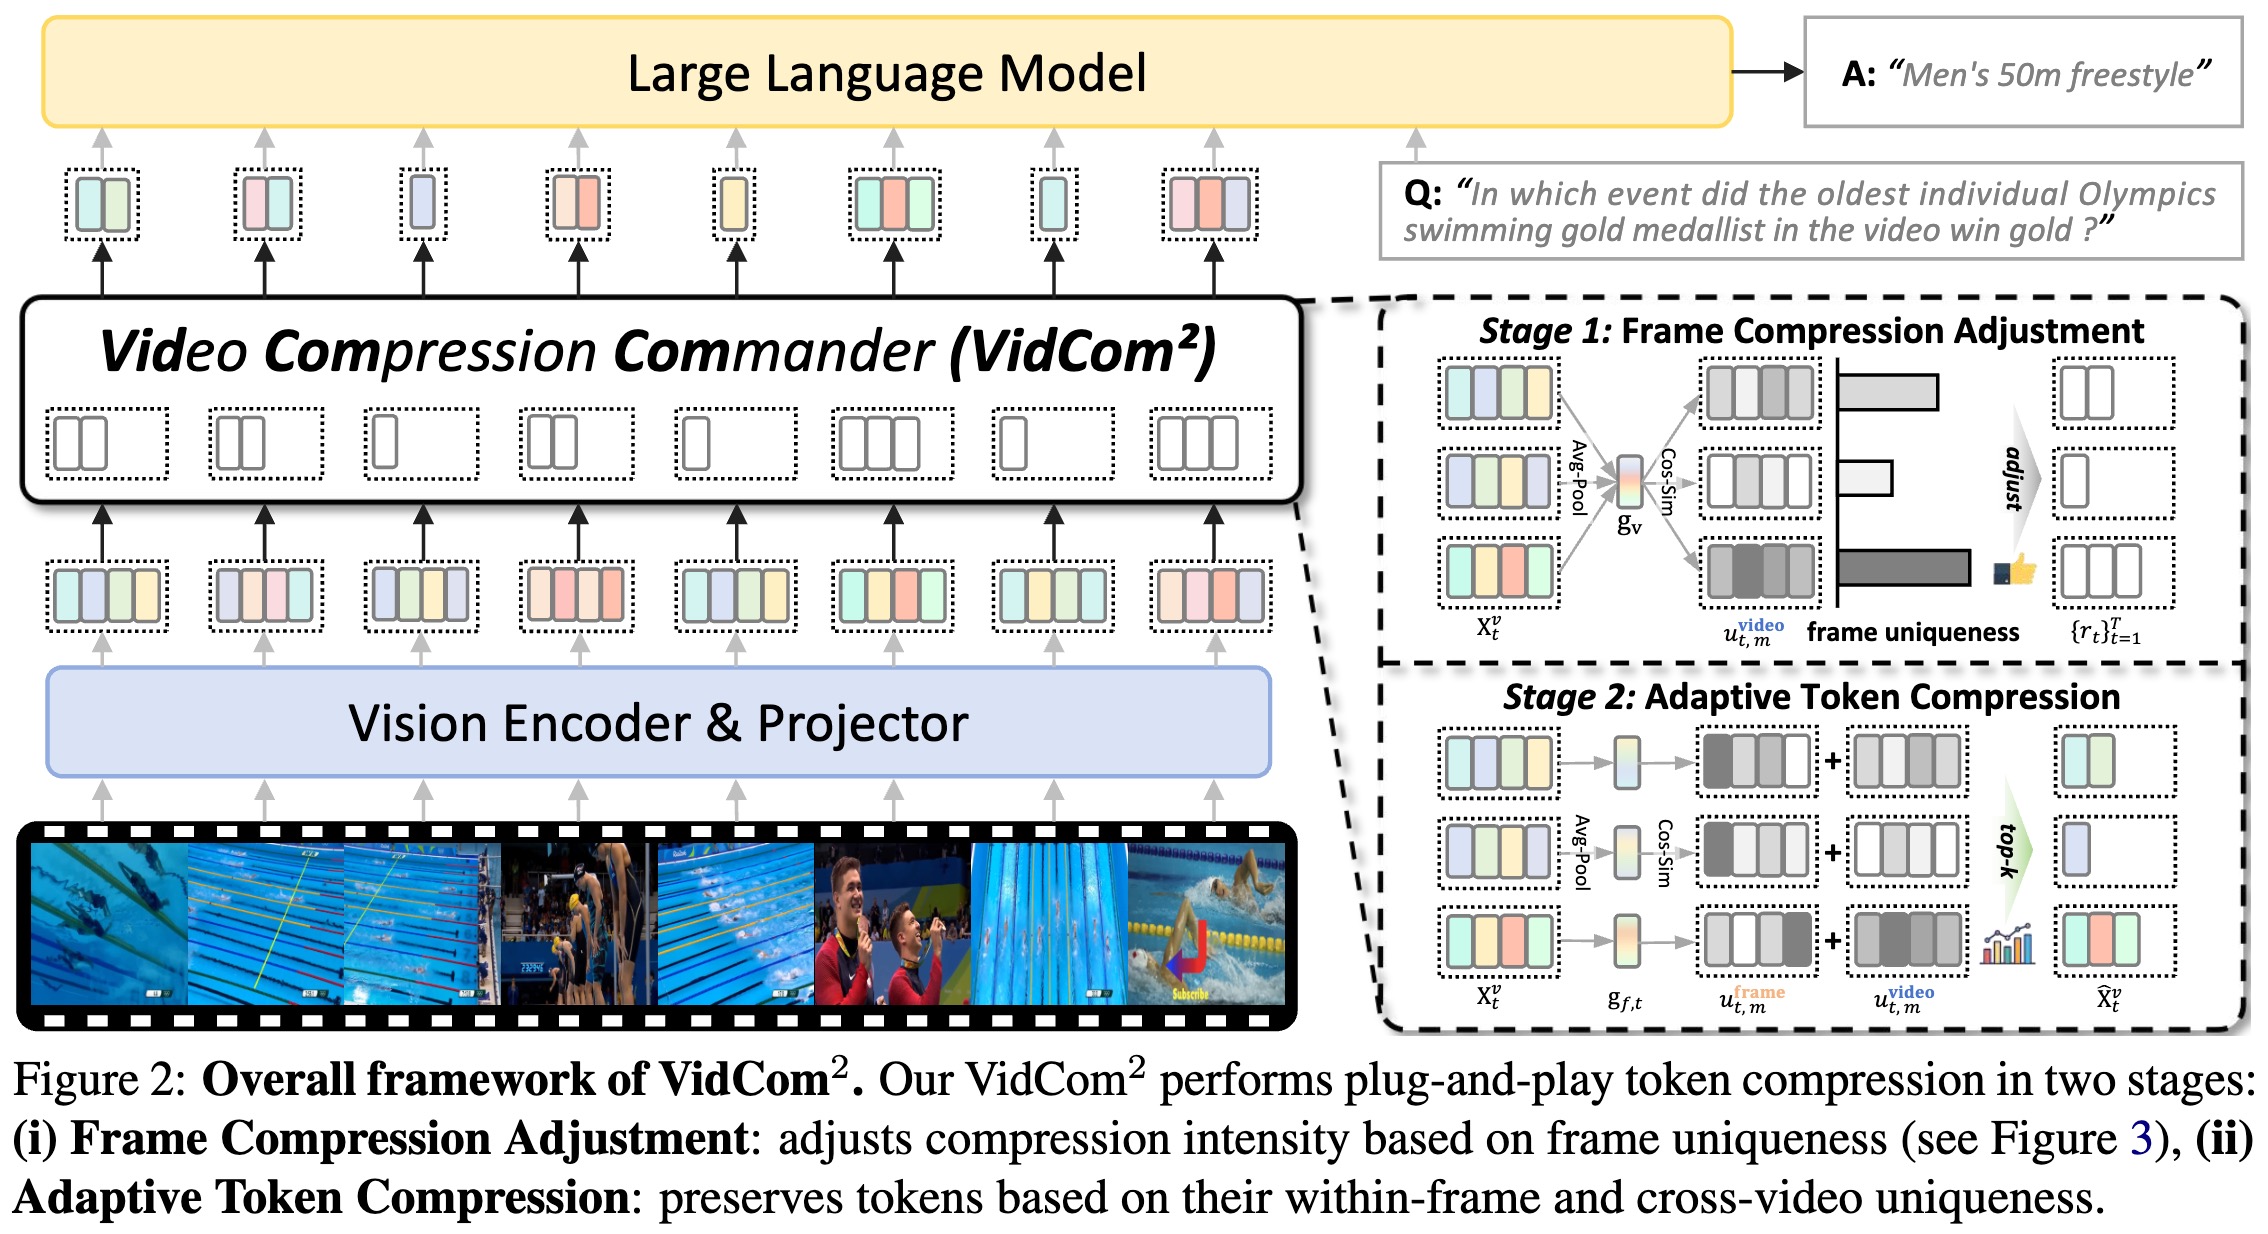 Large Language Model
A: “Men's 50m freestyle”
Q: “In which event did the oldest individual Olympics
swimming gold medallist in the video win gold ?”
Video Compression Commander (VidCom²)
Stage 1: Frame Compression Adjustment
Avg-Pool
g_v
Cos-Sim
adjust
X_t^v
u_{t,m}^{video}
frame uniqueness
{r_t}_{t=1}^T
Vision Encoder & Projector
Stage 2: Adaptive Token Compression
Avg-Pool
Cos-Sim
+
+
+
top-k
X_t^v
g_{f,t}
u_{t,m}^{frame}
u_{t,m}^{video}
X̂_t^v
Subscribe
Figure 2: Overall framework of VidCom². Our VidCom² performs plug-and-play token compression in two stages:
(i) Frame Compression Adjustment: adjusts compression intensity based on frame uniqueness (see Figure 3), (ii)
Adaptive Token Compression: preserves tokens based on their within-frame and cross-video uniqueness.